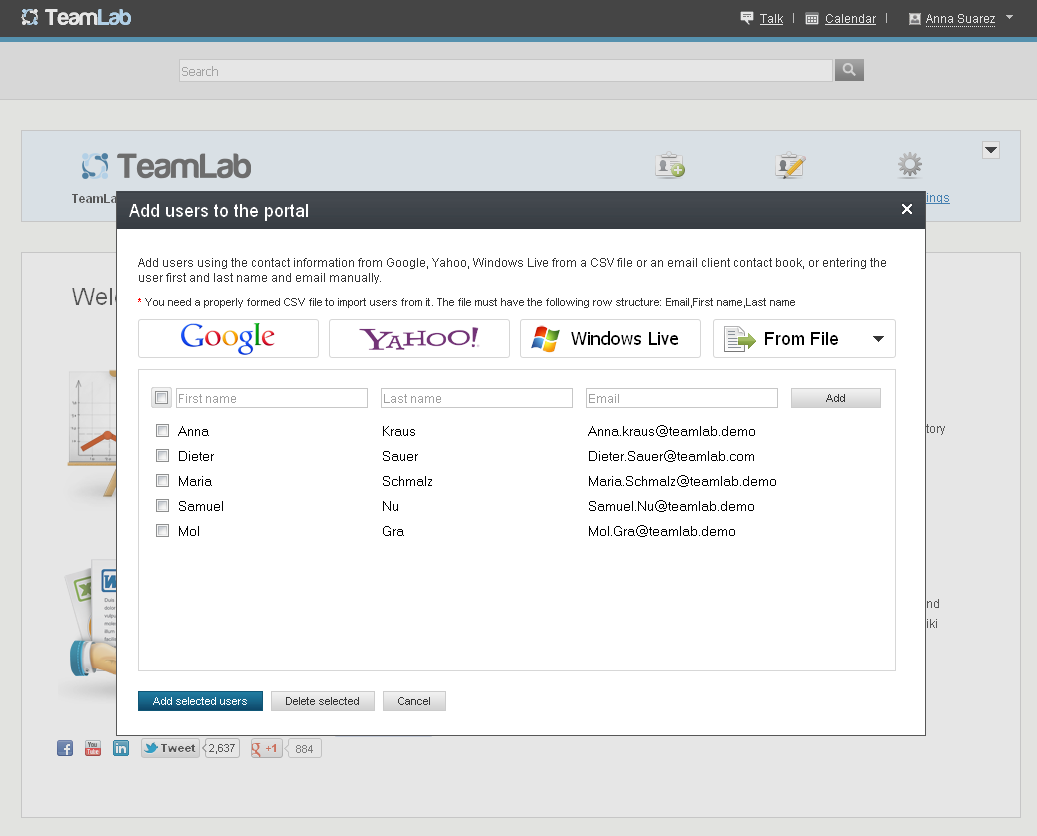 TeamLab
Talk
Calendar
Anna Suarez
Search
TeamLab
TeamLa
ings
Add users to the portal
Add users using the contact information from Google, Yahoo, Windows Live from a CSV file or an email client contact book, or entering the
user first and last name and email manually.
* You need a properly formed CSV file to import users from it. The file must have the following row structure: Email,First name,Last name
Wel
Google
YAHOO!
Windows Live
From File
First name
Last name
Email
Add
Anna Kraus Anna.kraus@teamlab.demo
tory
Dieter Sauer Dieter.Sauer@teamlab.com
Maria Schmalz Maria.Schmalz@teamlab.demo
Samuel Nu Samuel.Nu@teamlab.demo
Mol Gra Mol.Gra@teamlab.demo
nd
iki
Add selected users
Delete selected
Cancel
You
Tube
Tweet
2,637
+1
884